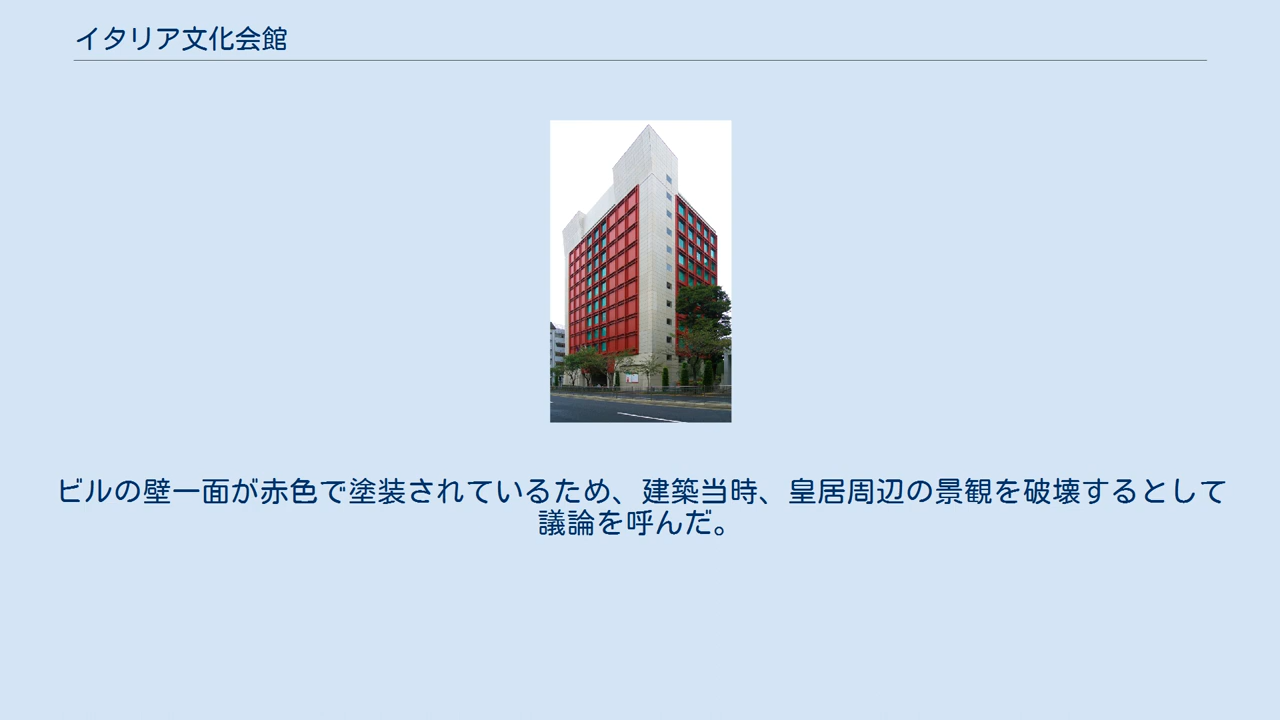 イタリア文化会館
ビルの壁一面が赤色で塗装されているため、建築当時、皇居周辺の景観を破壊するとして
議論を呼んだ。